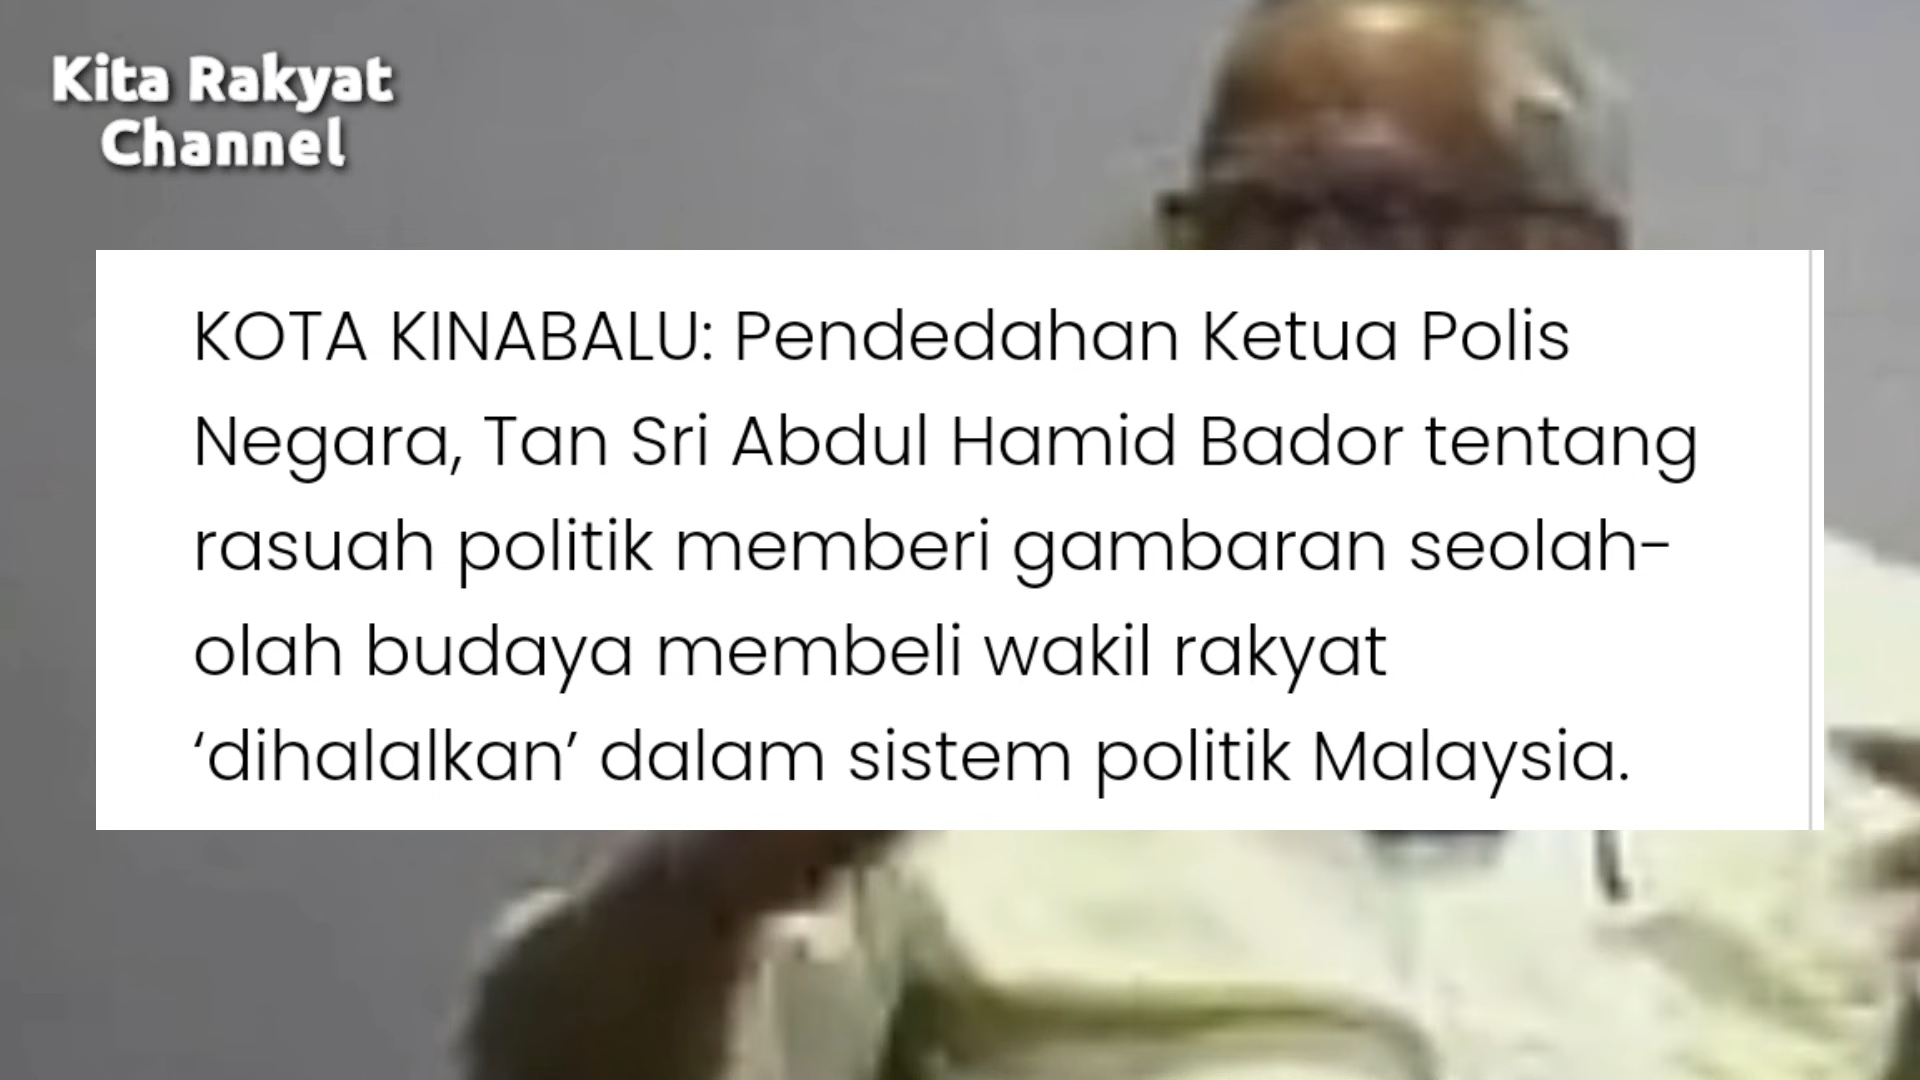 Kita Rakyat
Channel
KOTA KINABALU: Pendedahan Ketua Polis
Negara, Tan Sri Abdul Hamid Bador tentang
rasuah politik memberi gambaran seolah-
olah budaya membeli wakil rakyat
‘dihalalkan’ dalam sistem politik Malaysia.